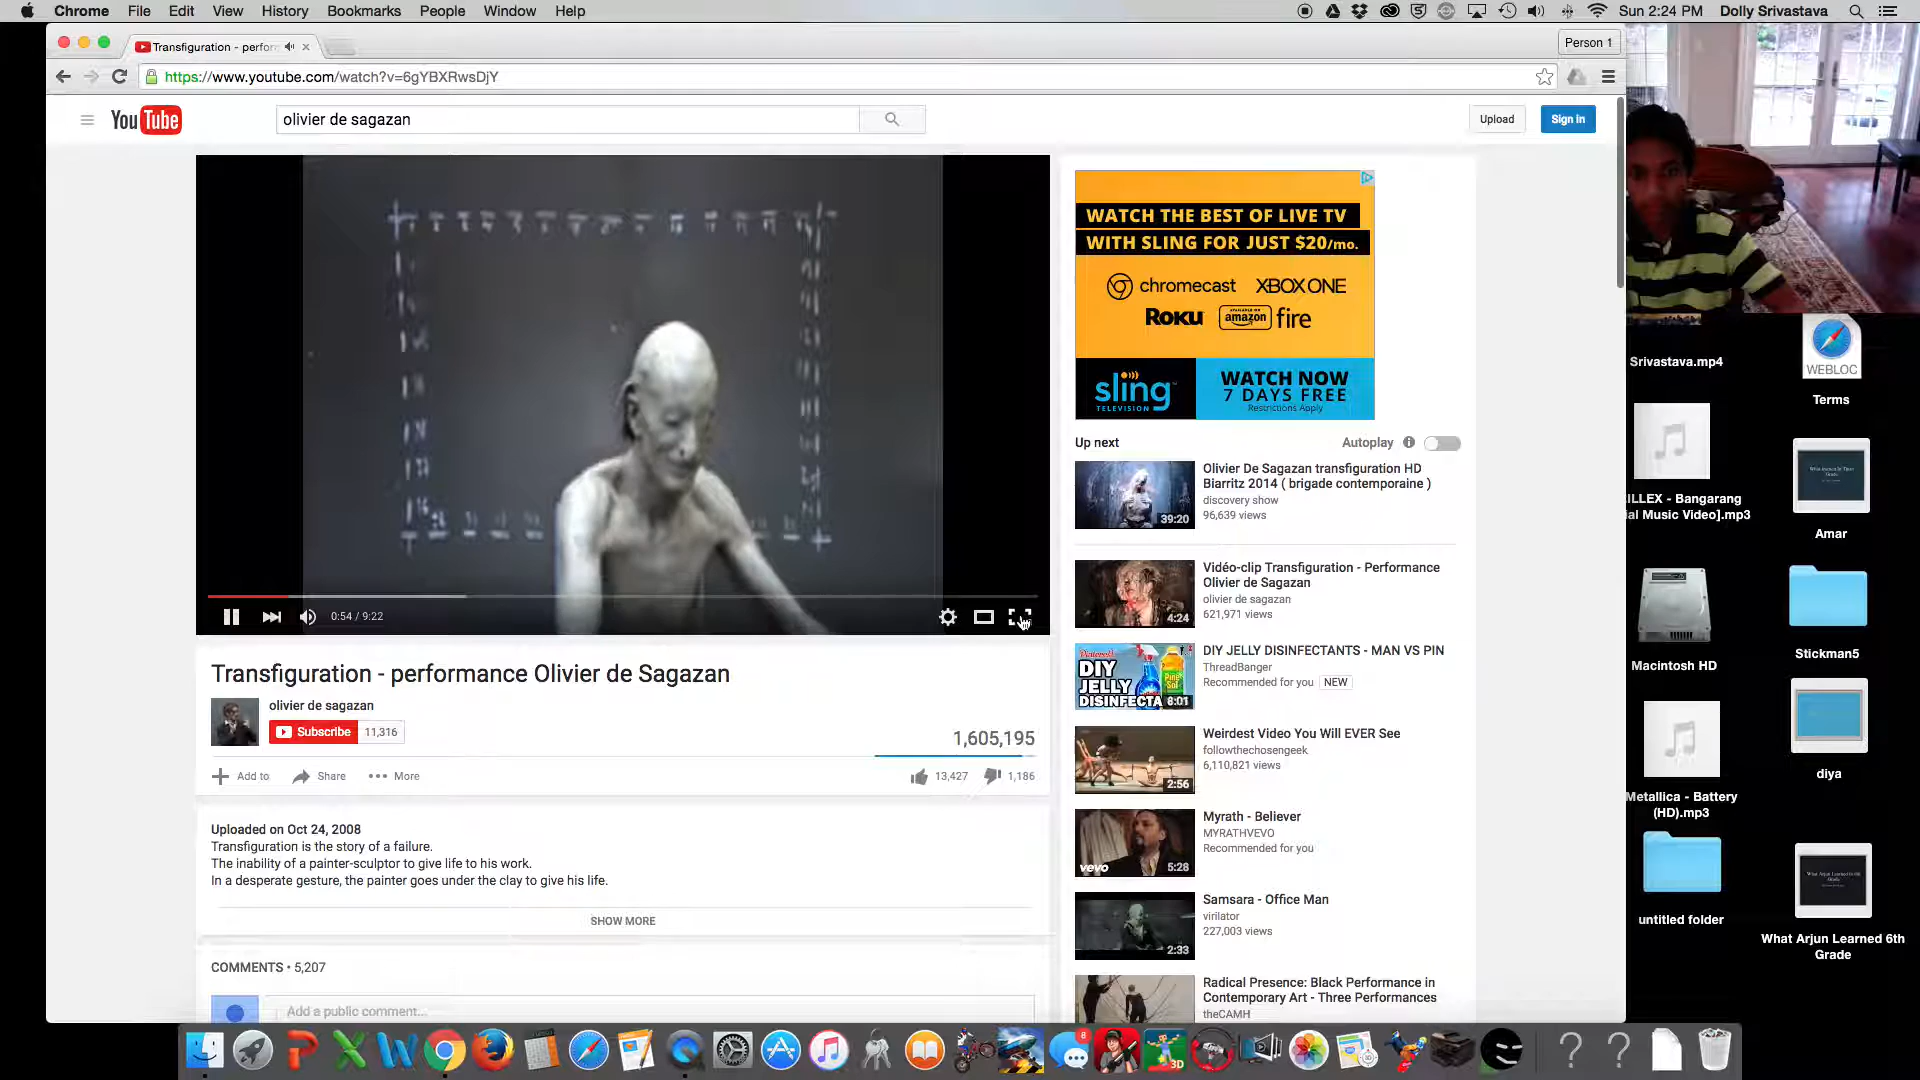 Chrome File Edit View History Bookmarks People Window Help
Sun 2:24 PM Dolly Srivastava
Transfiguration - perfor
Person 1
https://www.youtube.com/watch?v=6gYBXRwsDjY
YouTube
olivier de sagazan
Upload
Sign in
WATCH THE BEST OF LIVE TV
WITH SLING FOR JUST $20/mo.
chromecast XBOX ONE
Roku amazon fire
sling
TELEVISION
WATCH NOW
7 DAYS FREE
Restrictions Apply
0:54 / 9:22
Transfiguration - performance Olivier de Sagazan
olivier de sagazan
Subscribe 11,316
1,605,195
Add to Share More
13,427 1,186
Uploaded on Oct 24, 2008
Transfiguration is the story of a failure.
The inability of a painter-sculptor to give life to his work.
In a desperate gesture, the painter goes under the clay to give his life.
SHOW MORE
COMMENTS • 5,207
Add a public comment...
Up next
Autoplay
Olivier De Sagazan transfiguration HD
Biarritz 2014 ( brigade contemporaine )
discovery show
96,639 views
39:20
Vidéo-clip Transfiguration - Performance
Olivier de Sagazan
olivier de sagazan
621,971 views
4:24
DIY JELLY DISINFECTANTS - MAN VS PIN
ThreadBanger
Recommended for you NEW
DIY
JELLY
DISINFECTA
8:01
Weirdest Video You Will EVER See
followthechosengeek
6,110,821 views
2:56
Myrath - Believer
MYRATHVEVO
Recommended for you
vevo
5:28
Samsara - Office Man
virilator
227,003 views
2:33
Radical Presence: Black Performance in
Contemporary Art - Three Performances
theCAMH
Srivastava.mp4
WEBLOC
Terms
ILLEX - Bangarang
ial Music Video].mp3
Amar
Macintosh HD
Stickman5
Metallica - Battery
(HD).mp3
diya
untitled folder
What Arjun Learned 6th
Grade
8
3D